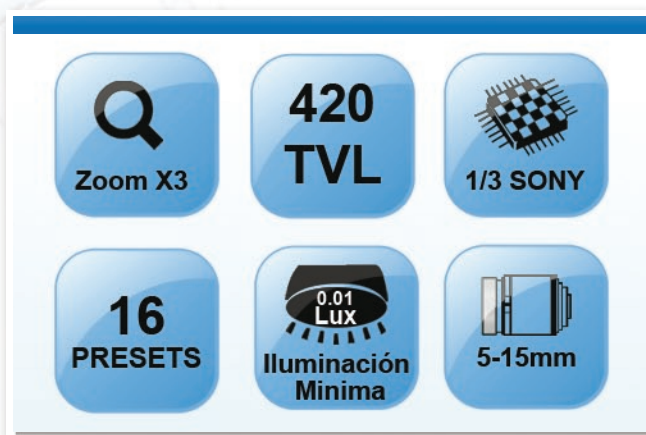 Zoom X3
420
TVL
1/3 SONY
16
PRESETS
0.01
Lux
Iluminación
Minima
5-15mm